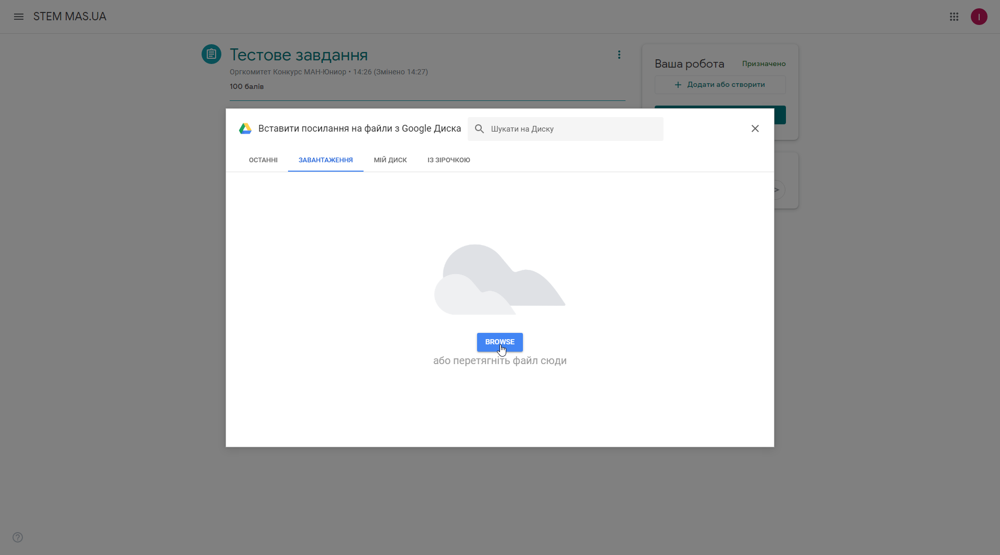 STEM MAS.UA
I
Тестове завдання
Оргкомитет Конкурс МАН-Юниор • 14:26 (Змінено 14:27)
100 балів
Ваша робота
Призначено
+ Додати або створити
Вставити посилання на файли з Google Диска
Шукати на Диску
ОСТАННІ
ЗАВАНТАЖЕННЯ
МІЙ ДИСК
ІЗ ЗІРОЧКОЮ
BROWSE
або перетягніть файл сюди